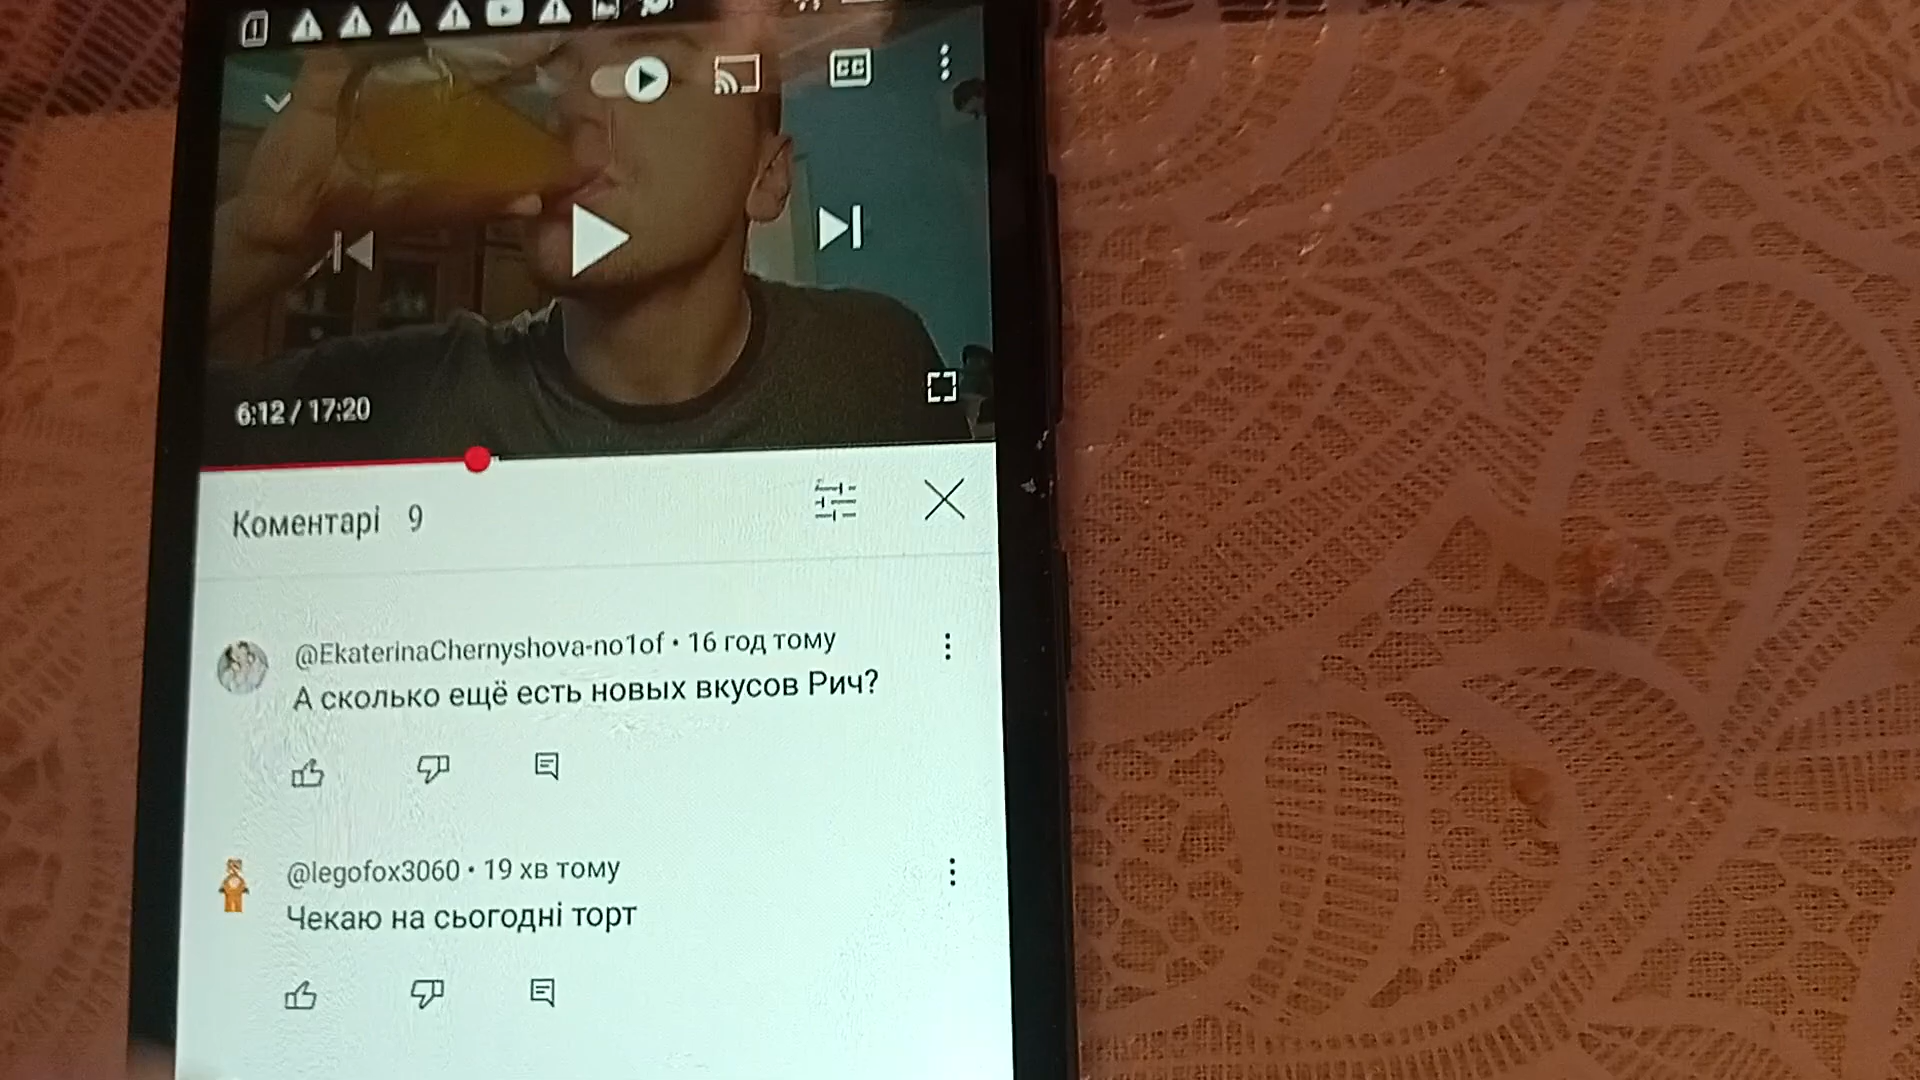 CC
6:12 / 17:20
Коментарі 9
@EkaterinaChernyshova-no1of • 16 год тому
А сколько ещё есть новых вкусов Рич?
@legofox3060 • 19 хв тому
Чекаю на сьогодні торт